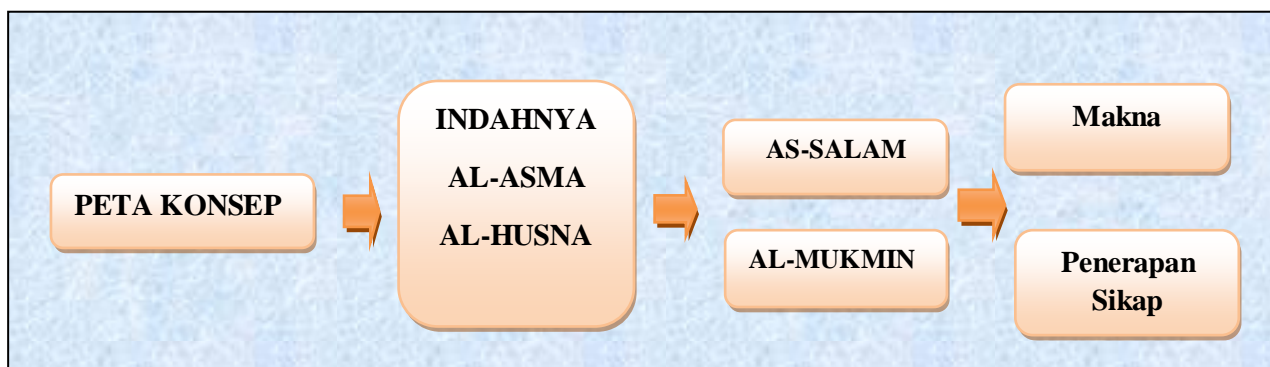 PETA KONSEP
INDAHNYA
AL-ASMA
AL-HUSNA
AS-SALAM
AL-MUKMIN
Makna
Penerapan
Sikap